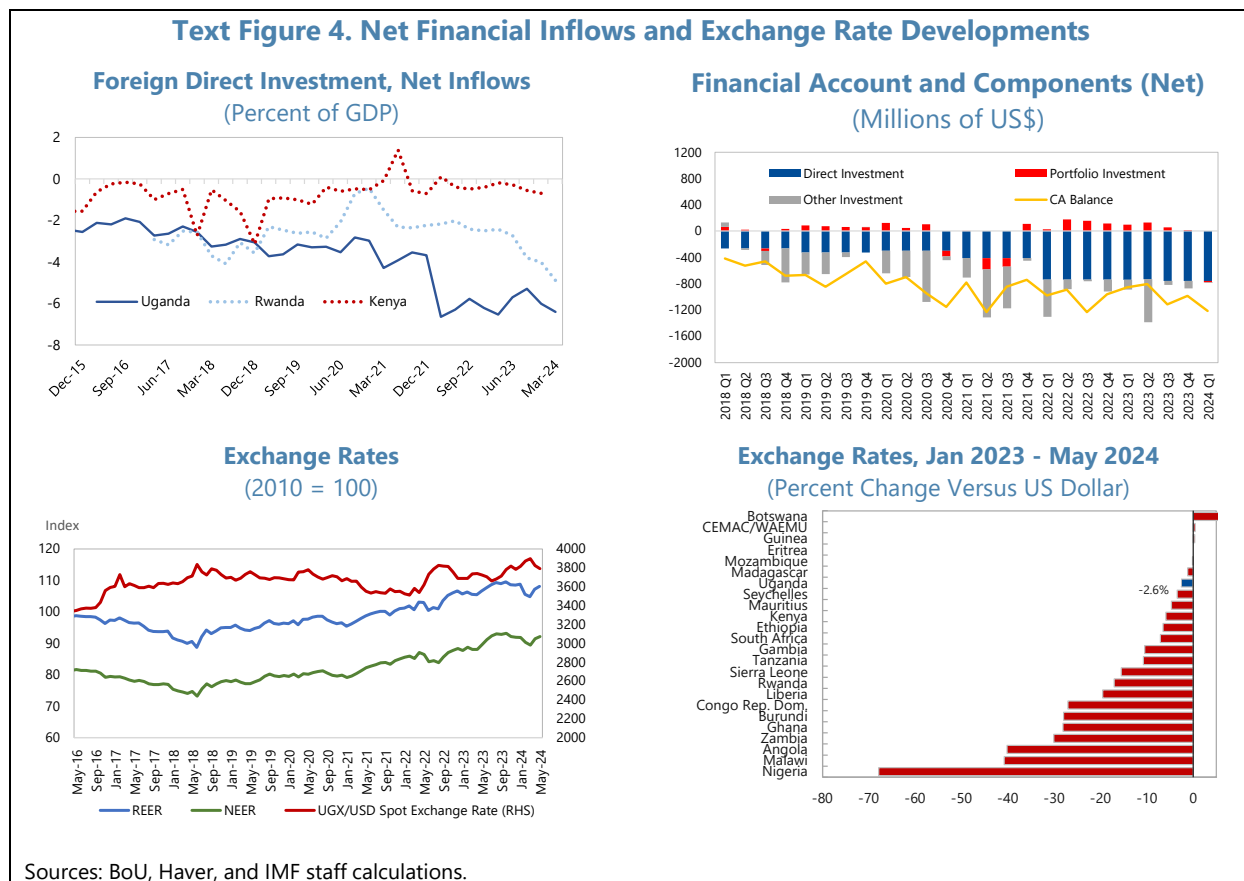 Text Figure 4. Net Financial Inflows and Exchange Rate Developments
Foreign Direct Investment, Net Inflows
(Percent of GDP)
2
0
-2
-4
-6
-8
Uganda
Rwanda
Kenya
Dec-15
Sep-16
Jun-17
Mar-18
Dec-18
Sep-19
Jun-20
Mar-21
Dec-21
Sep-22
Jun-23
Mar-24
Financial Account and Components (Net)
(Millions of US$)
1200
800
400
0
-400
-800
-1200
-1600
-2000
Direct Investment
Portfolio Investment
Other Investment
CA Balance
2018 Q1
2018 Q2
2018 Q3
2018 Q4
2019 Q1
2019 Q2
2019 Q3
2019 Q4
2020 Q1
2020 Q2
2020 Q3
2020 Q4
2021 Q1
2021 Q2
2021 Q3
2021 Q4
2022 Q1
2022 Q2
2022 Q3
2022 Q4
2023 Q1
2023 Q2
2023 Q3
2023 Q4
2024 Q1
Exchange Rates
(2010 = 100)
Index
120
110
100
90
80
70
60
4000
3800
3600
3400
3200
3000
2800
2600
2400
2200
2000
May-16
Sep-16
Jan-17
May-17
Sep-17
Jan-18
May-18
Sep-18
Jan-19
May-19
Sep-19
Jan-20
May-20
Sep-20
Jan-21
May-21
Sep-21
Jan-22
May-22
Sep-22
Jan-23
May-23
Sep-23
Jan-24
May-24
REER
NEER
UGX/USD Spot Exchange Rate (RHS)
Exchange Rates, Jan 2023 - May 2024
(Percent Change Versus US Dollar)
Botswana
CEMAC/WAEMU
Guinea
Eritrea
Mozambique
Madagascar
Uganda
-2.6%
Seychelles
Mauritius
Kenya
Ethiopia
South Africa
Gambia
Tanzania
Sierra Leone
Rwanda
Liberia
Congo Rep. Dom.
Burundi
Ghana
Zambia
Angola
Malawi
Nigeria
-80
-70
-60
-50
-40
-30
-20
-10
0
Sources: BoU, Haver, and IMF staff calculations.